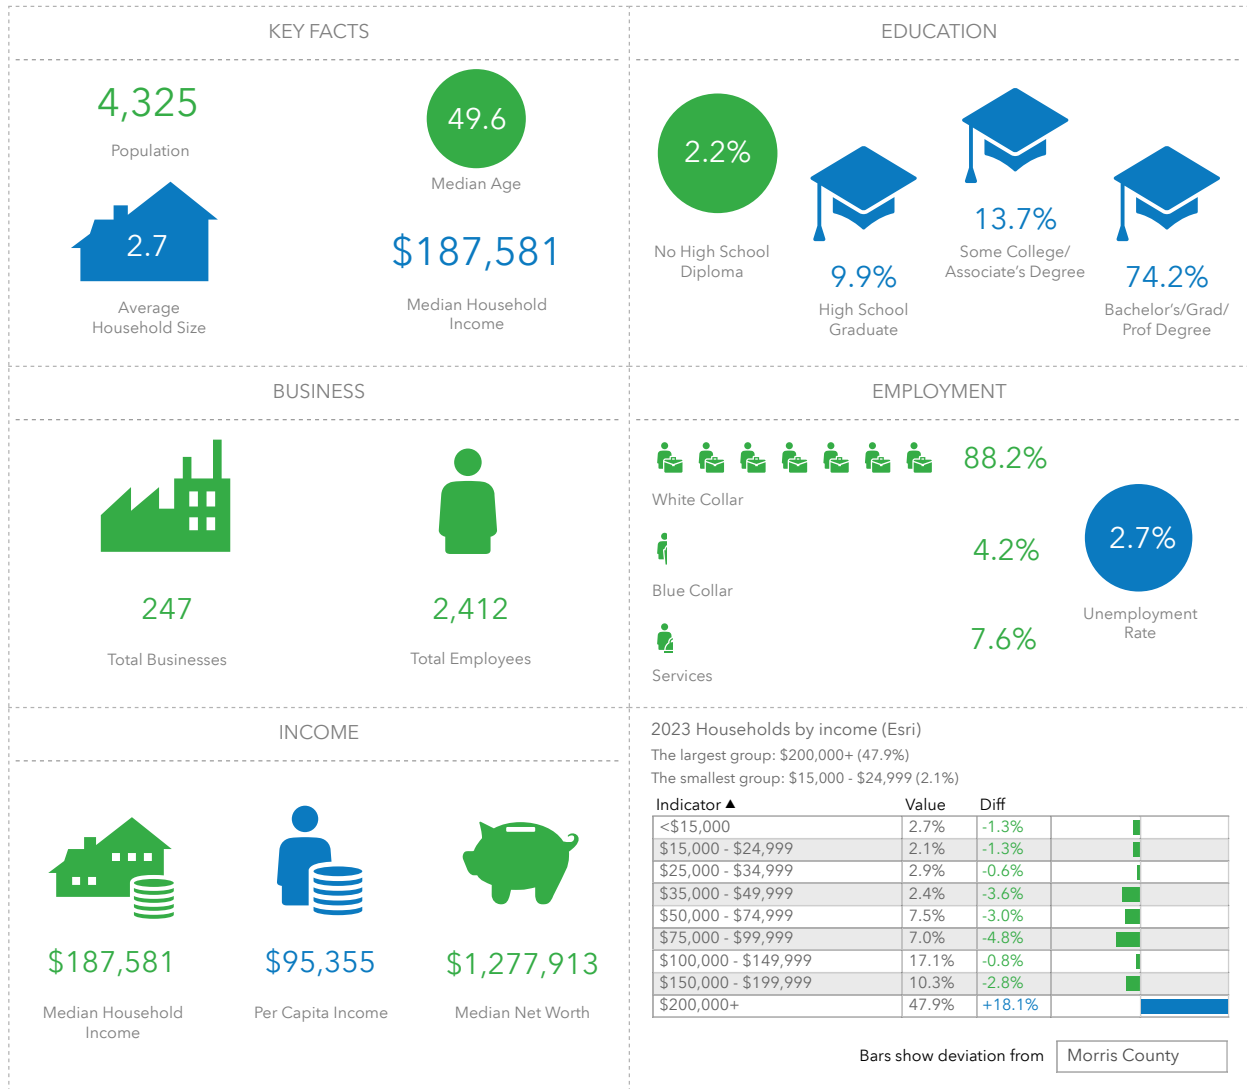 KEY FACTS
4,325
Population
49.6
Median Age
2.7
Average
Household Size
$187,581
Median Household
Income
EDUCATION
2.2%
No High School
Diploma
9.9%
High School
Graduate
13.7%
Some College/
Associate's Degree
74.2%
Bachelor's/Grad/
Prof Degree
BUSINESS
247
Total Businesses
2,412
Total Employees
EMPLOYMENT
88.2%
White Collar
4.2%
Blue Collar
7.6%
Services
2.7%
Unemployment
Rate
INCOME
$187,581
Median Household
Income
$95,355
Per Capita Income
$1,277,913
Median Net Worth
2023 Households by income (Esri)
The largest group: $200,000+ (47.9%)
The smallest group: $15,000 - $24,999 (2.1%)
Indicator ▲ Value Diff
<$15,000 2.7% -1.3%
$15,000 - $24,999 2.1% -1.3%
$25,000 - $34,999 2.9% -0.6%
$35,000 - $49,999 2.4% -3.6%
$50,000 - $74,999 7.5% -3.0%
$75,000 - $99,999 7.0% -4.8%
$100,000 - $149,999 17.1% -0.8%
$150,000 - $199,999 10.3% -2.8%
$200,000+ 47.9% +18.1%
Bars show deviation from Morris County